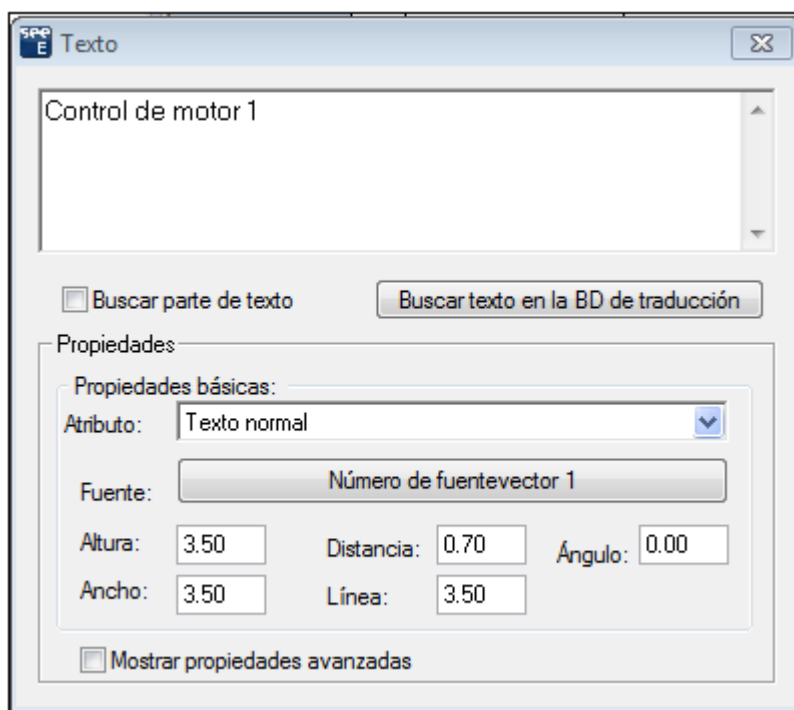 see E Texto
Control de motor 1
Buscar parte de texto Buscar texto en la BD de traducción
Propiedades
Propiedades básicas:
Atributo: Texto normal
Fuente: Número de fuentevector 1
Altura: 3.50 Distancia: 0.70 Ángulo: 0.00
Ancho: 3.50 Línea: 3.50
Mostrar propiedades avanzadas